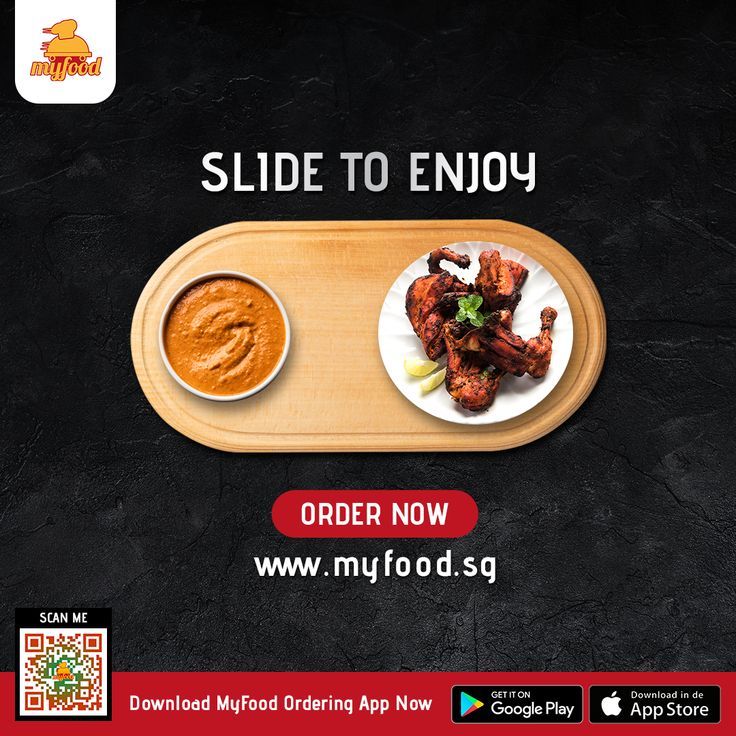 myfood
SLIDE TO ENJOY
ORDER NOW
www.myfood.sg
SCAN ME
Download MyFood Ordering App Now
GET IT ON
Google Play
Download in de
App Store